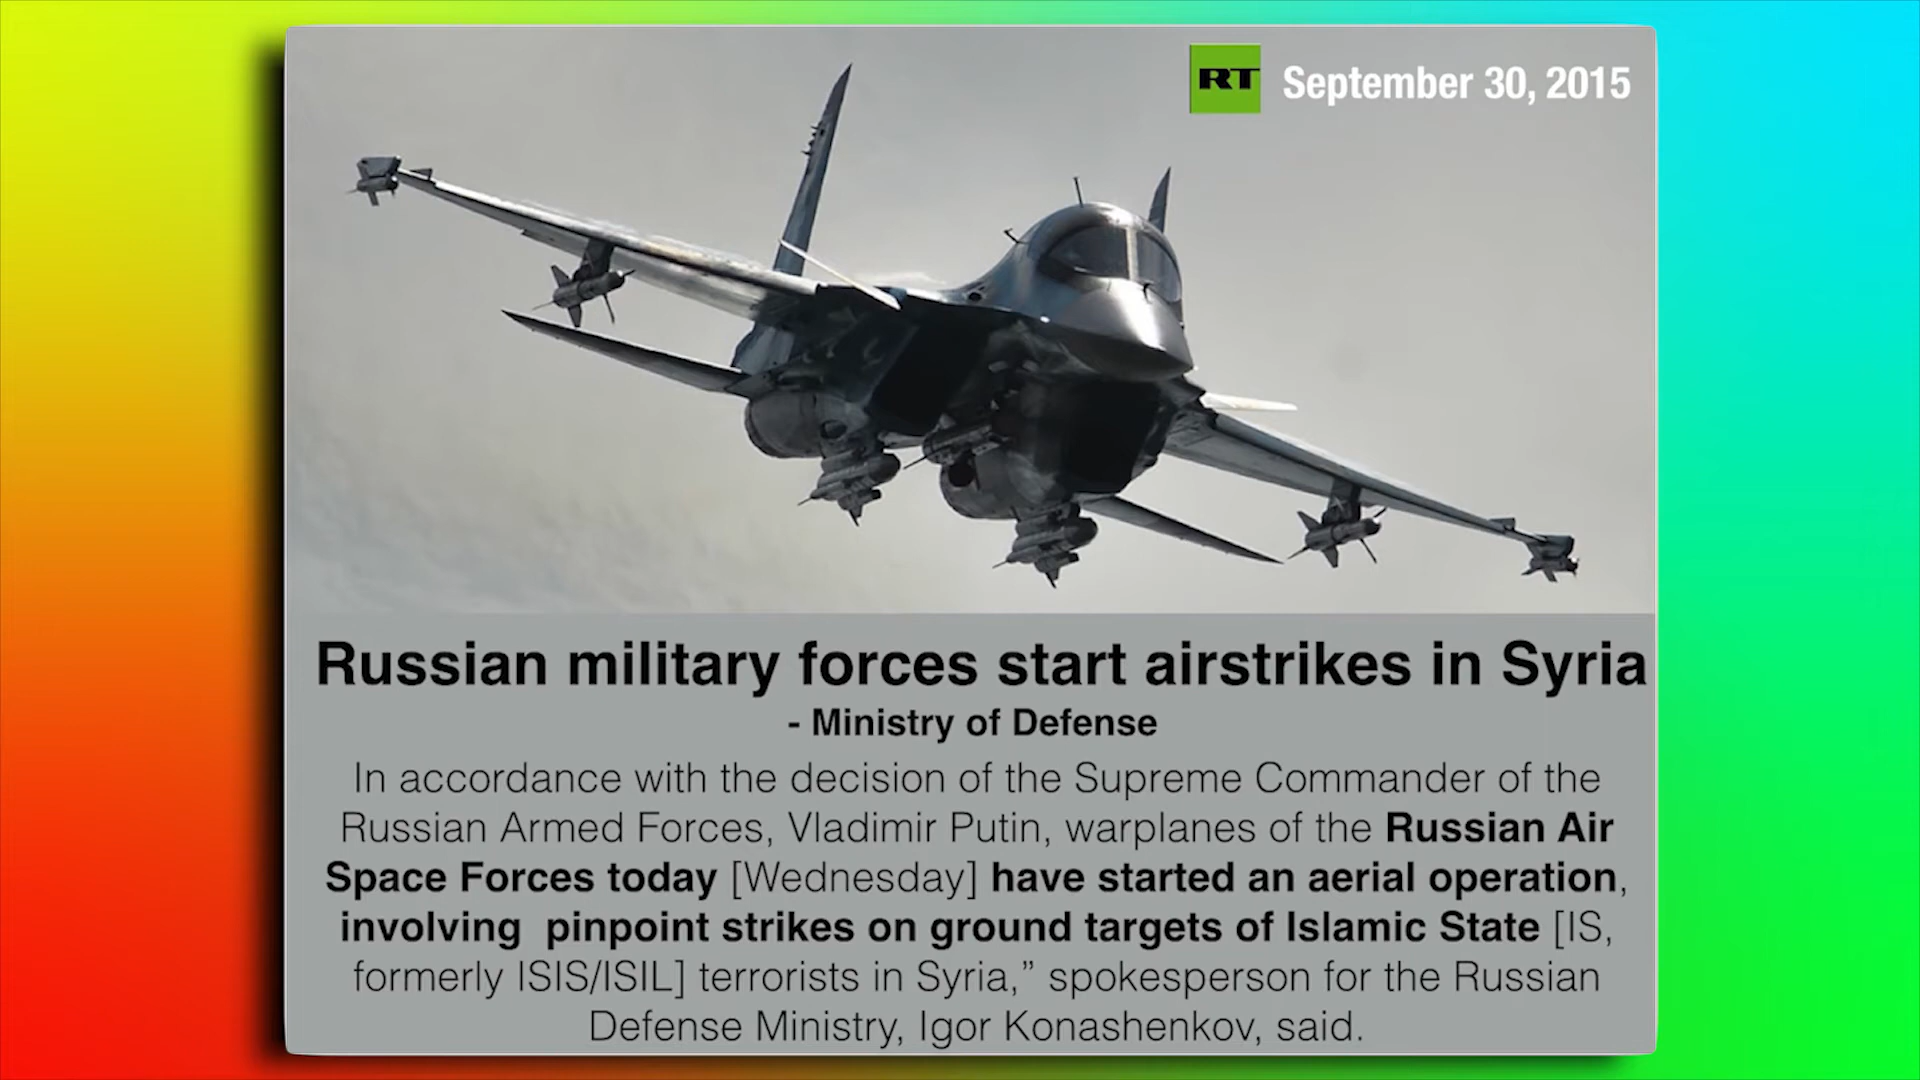 RT September 30, 2015
Russian military forces start airstrikes in Syria
- Ministry of Defense
In accordance with the decision of the Supreme Commander of the
Russian Armed Forces, Vladimir Putin, warplanes of the Russian Air
Space Forces today [Wednesday] have started an aerial operation,
involving pinpoint strikes on ground targets of Islamic State [IS,
formerly ISIS/ISIL] terrorists in Syria,” spokesperson for the Russian
Defense Ministry, Igor Konashenkov, said.